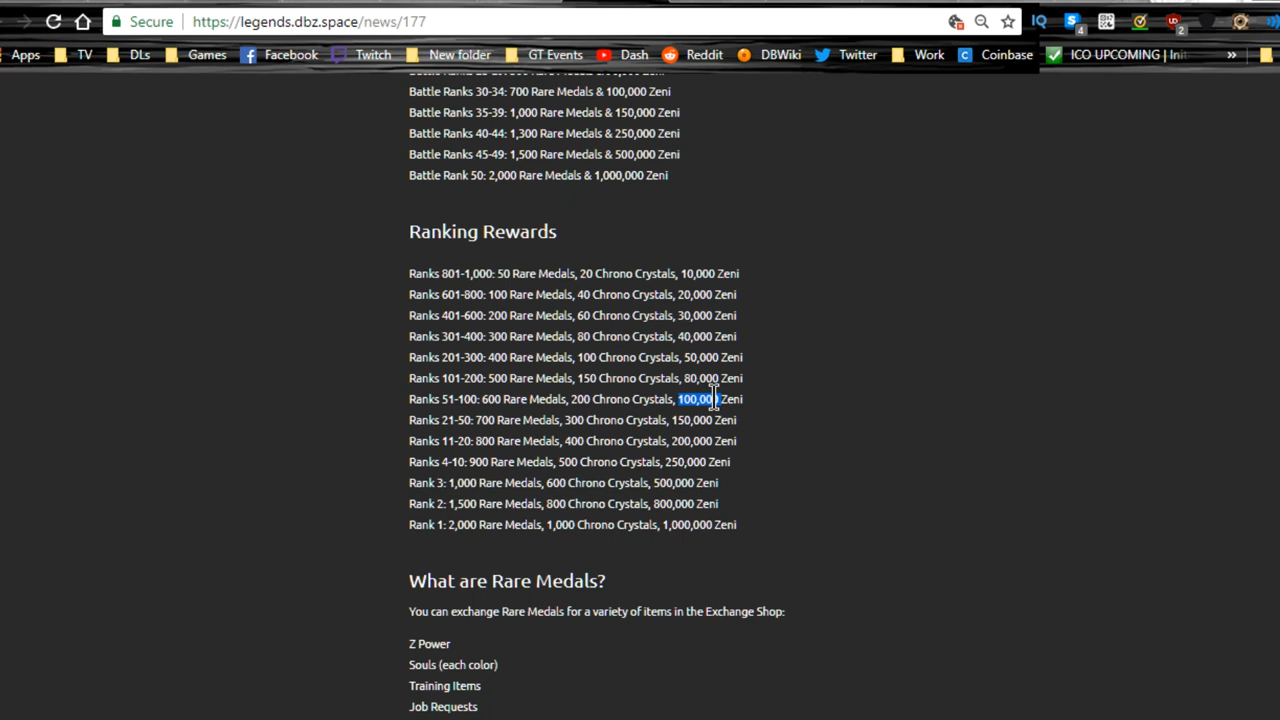 Secure https://legends.dbz.space/news/177
IQ
4
2
Apps TV DLs Games Facebook Twitch New folder GT Events Dash Reddit DBWiki Twitter Work Coinbase ICO UPCOMING | Init »
Battle Ranks 30-34: 700 Rare Medals & 100,000 Zeni
Battle Ranks 35-39: 1,000 Rare Medals & 150,000 Zeni
Battle Ranks 40-44: 1,300 Rare Medals & 250,000 Zeni
Battle Ranks 45-49: 1,500 Rare Medals & 500,000 Zeni
Battle Rank 50: 2,000 Rare Medals & 1,000,000 Zeni
Ranking Rewards
Ranks 801-1,000: 50 Rare Medals, 20 Chrono Crystals, 10,000 Zeni
Ranks 601-800: 100 Rare Medals, 40 Chrono Crystals, 20,000 Zeni
Ranks 401-600: 200 Rare Medals, 60 Chrono Crystals, 30,000 Zeni
Ranks 301-400: 300 Rare Medals, 80 Chrono Crystals, 40,000 Zeni
Ranks 201-300: 400 Rare Medals, 100 Chrono Crystals, 50,000 Zeni
Ranks 101-200: 500 Rare Medals, 150 Chrono Crystals, 80,000 Zeni
Ranks 51-100: 600 Rare Medals, 200 Chrono Crystals, 100,000 Zeni
Ranks 21-50: 700 Rare Medals, 300 Chrono Crystals, 150,000 Zeni
Ranks 11-20: 800 Rare Medals, 400 Chrono Crystals, 200,000 Zeni
Ranks 4-10: 900 Rare Medals, 500 Chrono Crystals, 250,000 Zeni
Rank 3: 1,000 Rare Medals, 600 Chrono Crystals, 500,000 Zeni
Rank 2: 1,500 Rare Medals, 800 Chrono Crystals, 800,000 Zeni
Rank 1: 2,000 Rare Medals, 1,000 Chrono Crystals, 1,000,000 Zeni
What are Rare Medals?
You can exchange Rare Medals for a variety of items in the Exchange Shop:
Z Power
Souls (each color)
Training Items
Job Requests